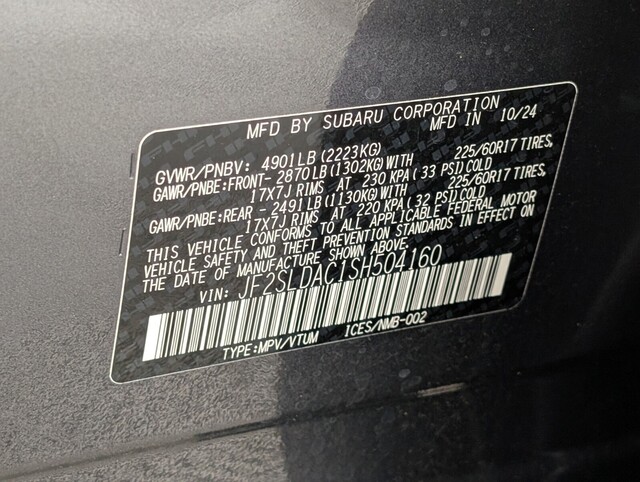 MFD BY SUBARU CORPORATION
MFD IN 10/24
GVWR/PNBV: 4901LB(2223KG)
GAWR/PNBE:FRONT- 2870LB(1302KG)WITH 225/60R17 TIRES,
17X7J RIMS AT 230 KPA( 33 PSI)COLD
GAWR/PNBE:REAR - 2491LB(1130KG)WITH 225/60R17 TIRES,
17X7J RIMS AT 220 KPA( 32 PSI)COLD
THIS VEHICLE CONFORMS TO ALL APPLICABLE FEDERAL MOTOR
VEHICLE SAFETY AND THEFT PREVENTION STANDARDS IN EFFECT ON
THE DATE OF MANUFACTURE SHOWN ABOVE.
VIN: JF2SLDAC1SH504160
TYPE:MPV/VTUM ICES/NMB-002